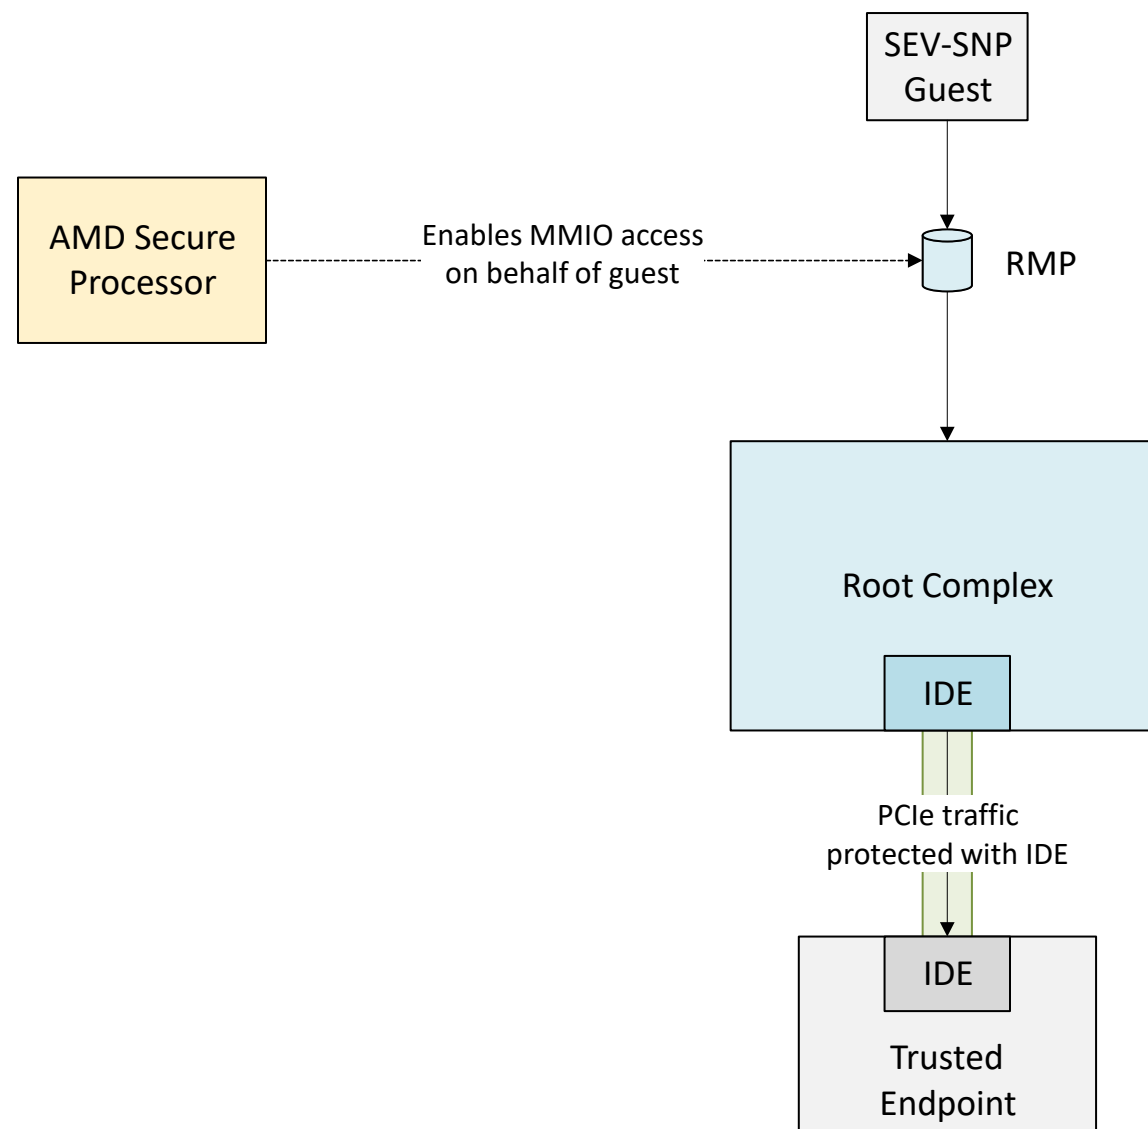 SEV-SNP
Guest
AMD Secure
Processor
Enables MMIO access
on behalf of guest
RMP
Root Complex
IDE
PCIe traffic
protected with IDE
IDE
Trusted
Endpoint